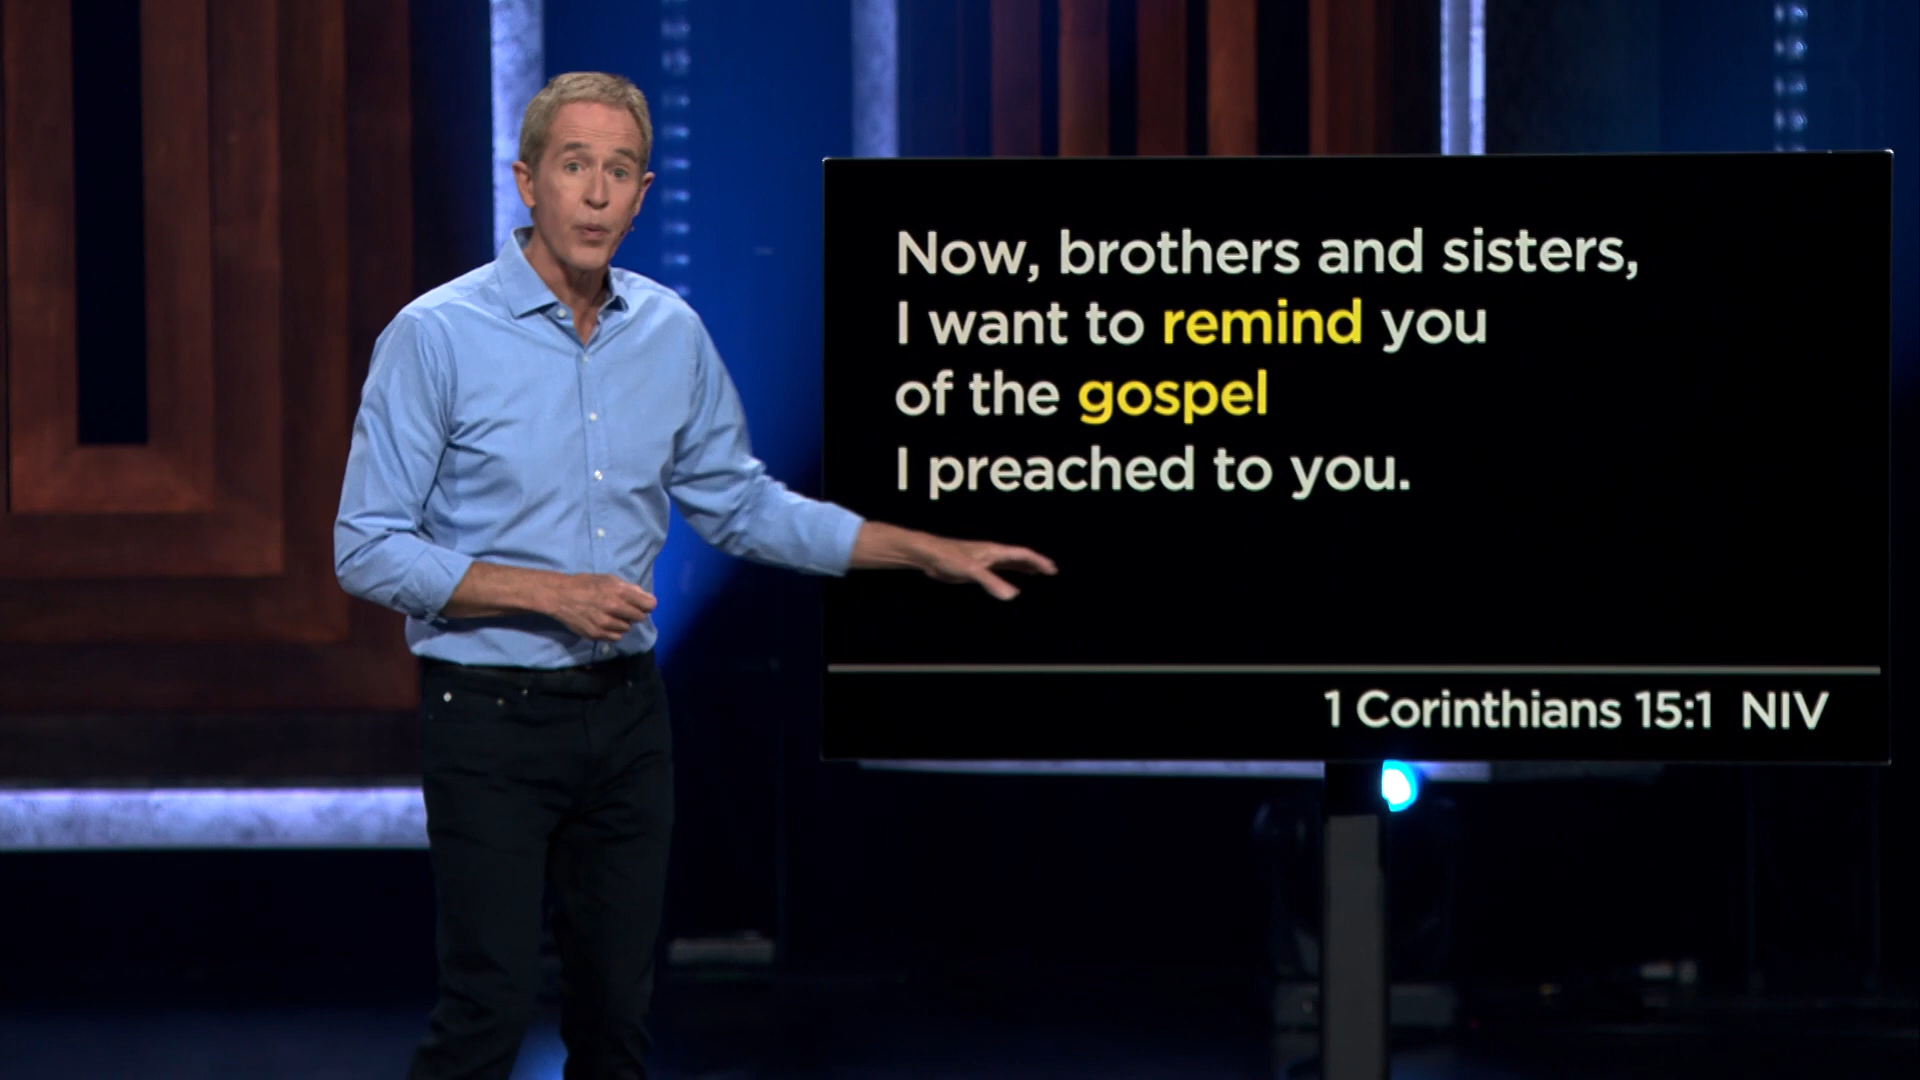 Now, brothers and sisters,
I want to remind you
of the gospel
I preached to you.
1 Corinthians 15:1 NIV